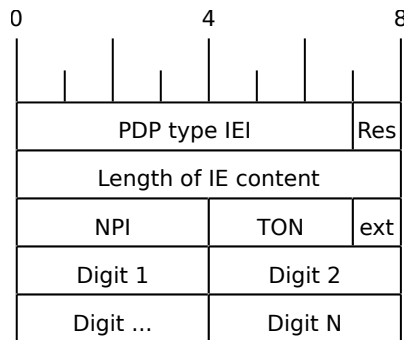 0 4 8
PDP type IEI Res
Length of IE content
NPI TON ext
Digit 1 Digit 2
Digit ... Digit N